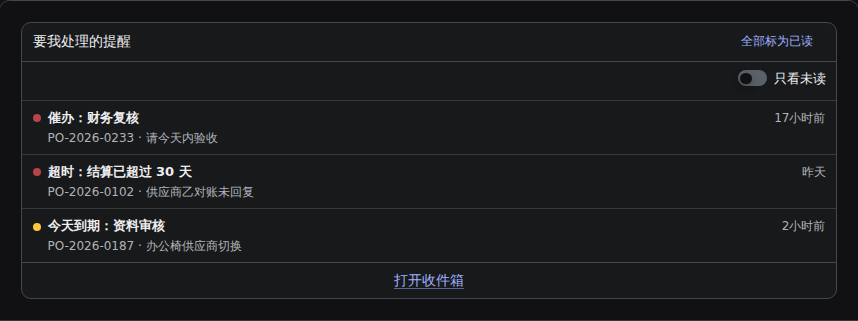 要我处理的提醒
全部标为已读
只看未读
催办：财务复核
17小时前
PO-2026-0233 · 请今天内验收
超时：结算已超过 30 天
昨天
PO-2026-0102 · 供应商乙对账未回复
今天到期：资料审核
2小时前
PO-2026-0187 · 办公椅供应商切换
打开收件箱